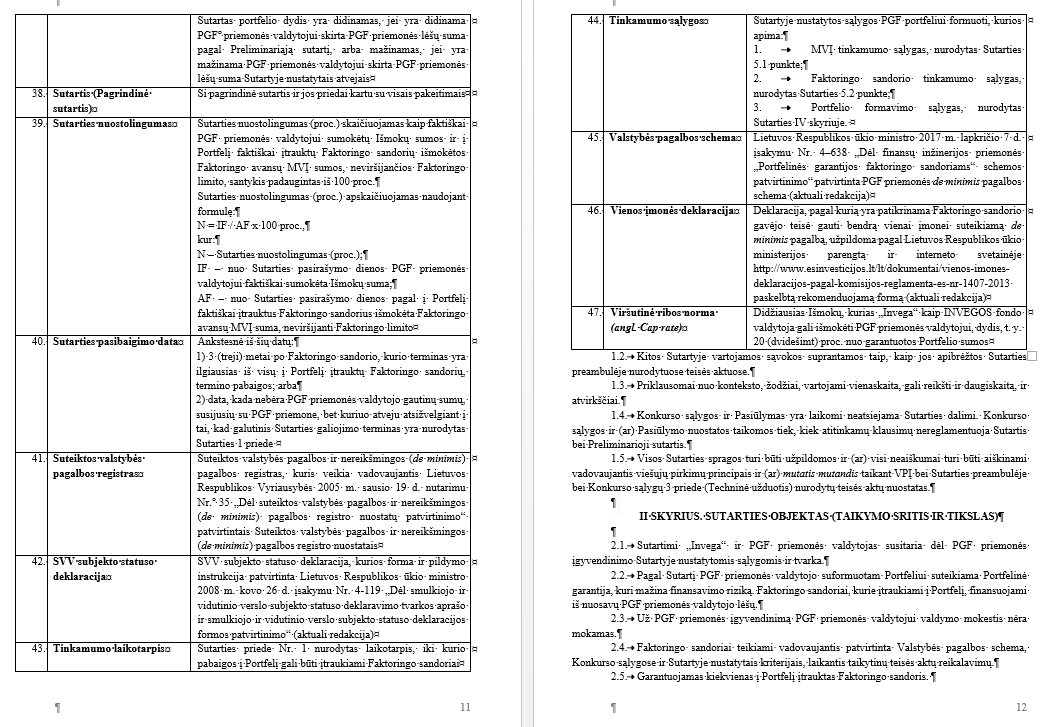 Sutartas portfelio dydis yra didinamas, jei yra didinama
PGF° priemonės valdytojui skirta PGF priemonės lėšų suma
pagal Preliminariąją sutartį, arba mažinamas, jei yra
mažinama PGF priemonės valdytojui skirta PGF priemonės
lėšų suma Sutartyje nustatytais atvejais
38. Sutartis (Pagrindinė sutartis)
Ši pagrindinė sutartis ir jos priedai kartu su visais pakeitimais
39. Sutarties nuostolingumas
Sutarties nuostolingumas (proc.) skaičiuojamas kaip faktiškai
PGF priemonės valdytojui sumokėtų Išmokų sumos ir į
Portfelį faktiškai įtrauktų Faktoringo sandorių išmokėtos
Faktoringo avansų MVĮ sumos, neviršijančios Faktoringo
limito, santykis padaugintas iš 100 proc.¶
Sutarties nuostolingumas (proc.) apskaičiuojamas naudojant
formulę:¶
N = IF / AF x 100 proc.,¶
kur:¶
N – Sutarties nuostolingumas (proc.);¶
IF – nuo Sutarties pasirašymo dienos PGF priemonės
valdytojui faktiškai sumokėta Išmokų suma;¶
AF – nuo Sutarties pasirašymo dienos pagal į Portfelį
faktiškai įtrauktus Faktoringo sandorius išmokėta Faktoringo
avansų MVĮ suma, neviršijanti Faktoringo limito
40. Sutarties pasibaigimo data
Ankstesnė iš šių datų:¶
1) 3 (treji) metai po Faktoringo sandorio, kurio terminas yra
ilgiausias iš visų į Portfelį įtrauktų Faktoringo sandorių,
termino pabaigos; arba¶
2) data, kada nebėra PGF priemonės valdytojo gautinų sumų,
susijusių su PGF priemone, bet kuriuo atveju atsižvelgiant į
tai, kad galutinis Sutarties galiojimo terminas yra nurodytas
Sutarties 1 priede
41. Suteiktos valstybės pagalbos registras
Suteiktos valstybės pagalbos ir nereikšmingos (de minimis)
pagalbos registras, kuris veikia vadovaujantis Lietuvos
Respublikos Vyriausybės 2005 m. sausio 19 d. nutarimu
Nr.° 35 „Dėl suteiktos valstybės pagalbos ir nereikšmingos
(de minimis) pagalbos registro nuostatų patvirtinimo“
patvirtintais Suteiktos valstybės pagalbos ir nereikšmingos
(de minimis) pagalbos registro nuostatais
42. SVV subjekto statuso deklaracija
SVV subjekto statuso deklaracija, kurios forma ir pildymo
instrukcija patvirtinta Lietuvos Respublikos ūkio ministro
2008 m. kovo 26 d. įsakymu Nr. 4-119 „Dėl smulkiojo ir
vidutinio verslo subjekto statuso deklaravimo tvarkos aprašo
ir smulkiojo ir vidutinio verslo subjekto statuso deklaracijos
formos patvirtinimo“ (aktuali redakcija)
43. Tinkamumo laikotarpis
Sutarties priede Nr. 1 nurodytas laikotarpis, iki kurio
pabaigos į Portfelį gali būti įtraukiami Faktoringo sandoriai
¶ 11
44. Tinkamumo sąlygos
Sutartyje nustatytos sąlygos PGF portfeliui formuoti, kurios
apima:¶
1. → MVĮ tinkamumo sąlygas, nurodytas Sutarties
5.1 punkte;¶
2. → Faktoringo sandorio tinkamumo sąlygas,
nurodytas Sutarties 5.2 punkte;¶
3. → Portfelio formavimo sąlygas, nurodytas
Sutarties IV skyriuje.
45. Valstybės pagalbos schema
Lietuvos Respublikos ūkio ministro 2017 m. lapkričio 7 d.
įsakymu Nr. 4–638 „Dėl finansų inžinerijos priemonės
„Portfelinės garantijos faktoringo sandoriams“ schemos
patvirtinimo“ patvirtinta PGF priemonės de minimis pagalbos
schema (aktuali redakcija)
46. Vienos įmonės deklaracija
Deklaracija, pagal kurią yra patikrinama Faktoringo sandorio
gavėjo teisė gauti bendrą vienai įmonei suteikiamą de
minimis pagalbą, užpildoma pagal Lietuvos Respublikos ūkio
ministerijos parengtą ir interneto svetainėje
http://www.esinvesticijos.lt/lt/dokumentai/vienos-imones-
deklaracijos-pagal-komisijos-reglamenta-es-nr-1407-2013
paskelbtą rekomenduojamą formą (aktuali redakcija)
47. Viršutinė ribos norma (angl. Cap rate)
Didžiausias Išmokų, kurias „Invega“ kaip INVEGOS fondo
valdytoja gali išmokėti PGF priemonės valdytojui, dydis, t. y.
20 (dvidešimt) proc. nuo garantuotos Portfelio sumos
1.2.→ Kitos Sutartyje vartojamos sąvokos suprantamos taip, kaip jos apibrėžtos Sutarties
preambulėje nurodytuose teisės aktuose.¶
1.3.→ Priklausomai nuo konteksto, žodžiai, vartojami vienaskaita, gali reikšti ir daugiskaitą, ir
atvirkščiai.¶
1.4.→ Konkurso sąlygos ir Pasiūlymas yra laikomi neatsiejama Sutarties dalimi. Konkurso
sąlygos ir (ar) Pasiūlymo nuostatos taikomos tiek, kiek atitinkamų klausimų nereglamentuoja Sutartis
bei Preliminarioji sutartis.¶
1.5.→ Visos Sutarties spragos turi būti užpildomos ir (ar) visi neaiškumai turi būti aiškinami
vadovaujantis viešųjų pirkimų principais ir (ar) mutatis mutandis taikant VPĮ bei Sutarties preambulėje
bei Konkurso sąlygų 3 priede (Techninė užduotis) nurodytų teisės aktų nuostatas.¶
¶
II SKYRIUS. SUTARTIES OBJEKTAS (TAIKYMO SRITIS IR TIKSLAS)¶
¶
2.1.→ Sutartimi „Invega“ ir PGF priemonės valdytojas susitaria dėl PGF priemonės
įgyvendinimo Sutartyje nustatytomis sąlygomis ir tvarka.¶
2.2.→ Pagal Sutartį PGF priemonės valdytojo suformuotam Portfeliui suteikiama Portfelinė
garantija, kuri mažina finansavimo riziką. Faktoringo sandoriai, kurie įtraukiami į Portfelį, finansuojami
iš nuosavų PGF priemonės valdytojo lėšų.¶
2.3.→ Už PGF priemonės įgyvendinimą PGF priemonės valdytojui valdymo mokestis nėra
mokamas.¶
2.4.→ Faktoringo sandoriai teikiami vadovaujantis patvirtinta Valstybės pagalbos schema,
Konkurso sąlygose ir Sutartyje nustatytais kriterijais, laikantis taikytinų teisės aktų reikalavimų.¶
2.5.→ Garantuojamas kiekvienas į Portfelį įtrauktas Faktoringo sandoris. ¶
¶ 12